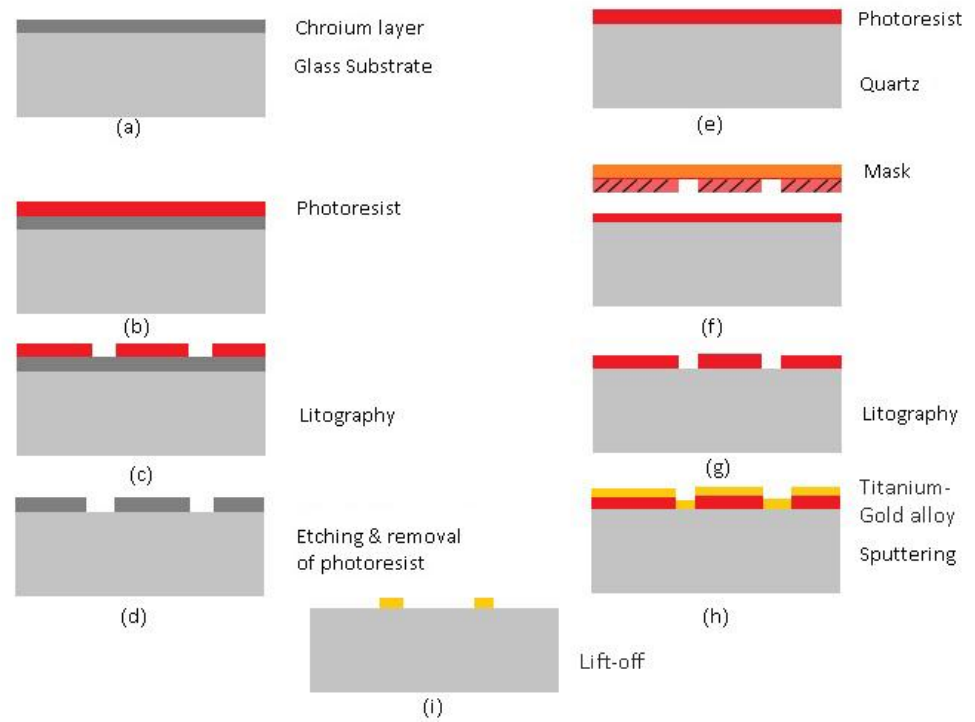 Chroium layer
Glass Substrate
(a)
Photoresist
(b)
Litography
(c)
Etching & removal
of photoresist
(d)
Photoresist
Quartz
(e)
Mask
(f)
Litography
(g)
Titanium-
Gold alloy
Sputtering
(h)
Lift-off
(i)